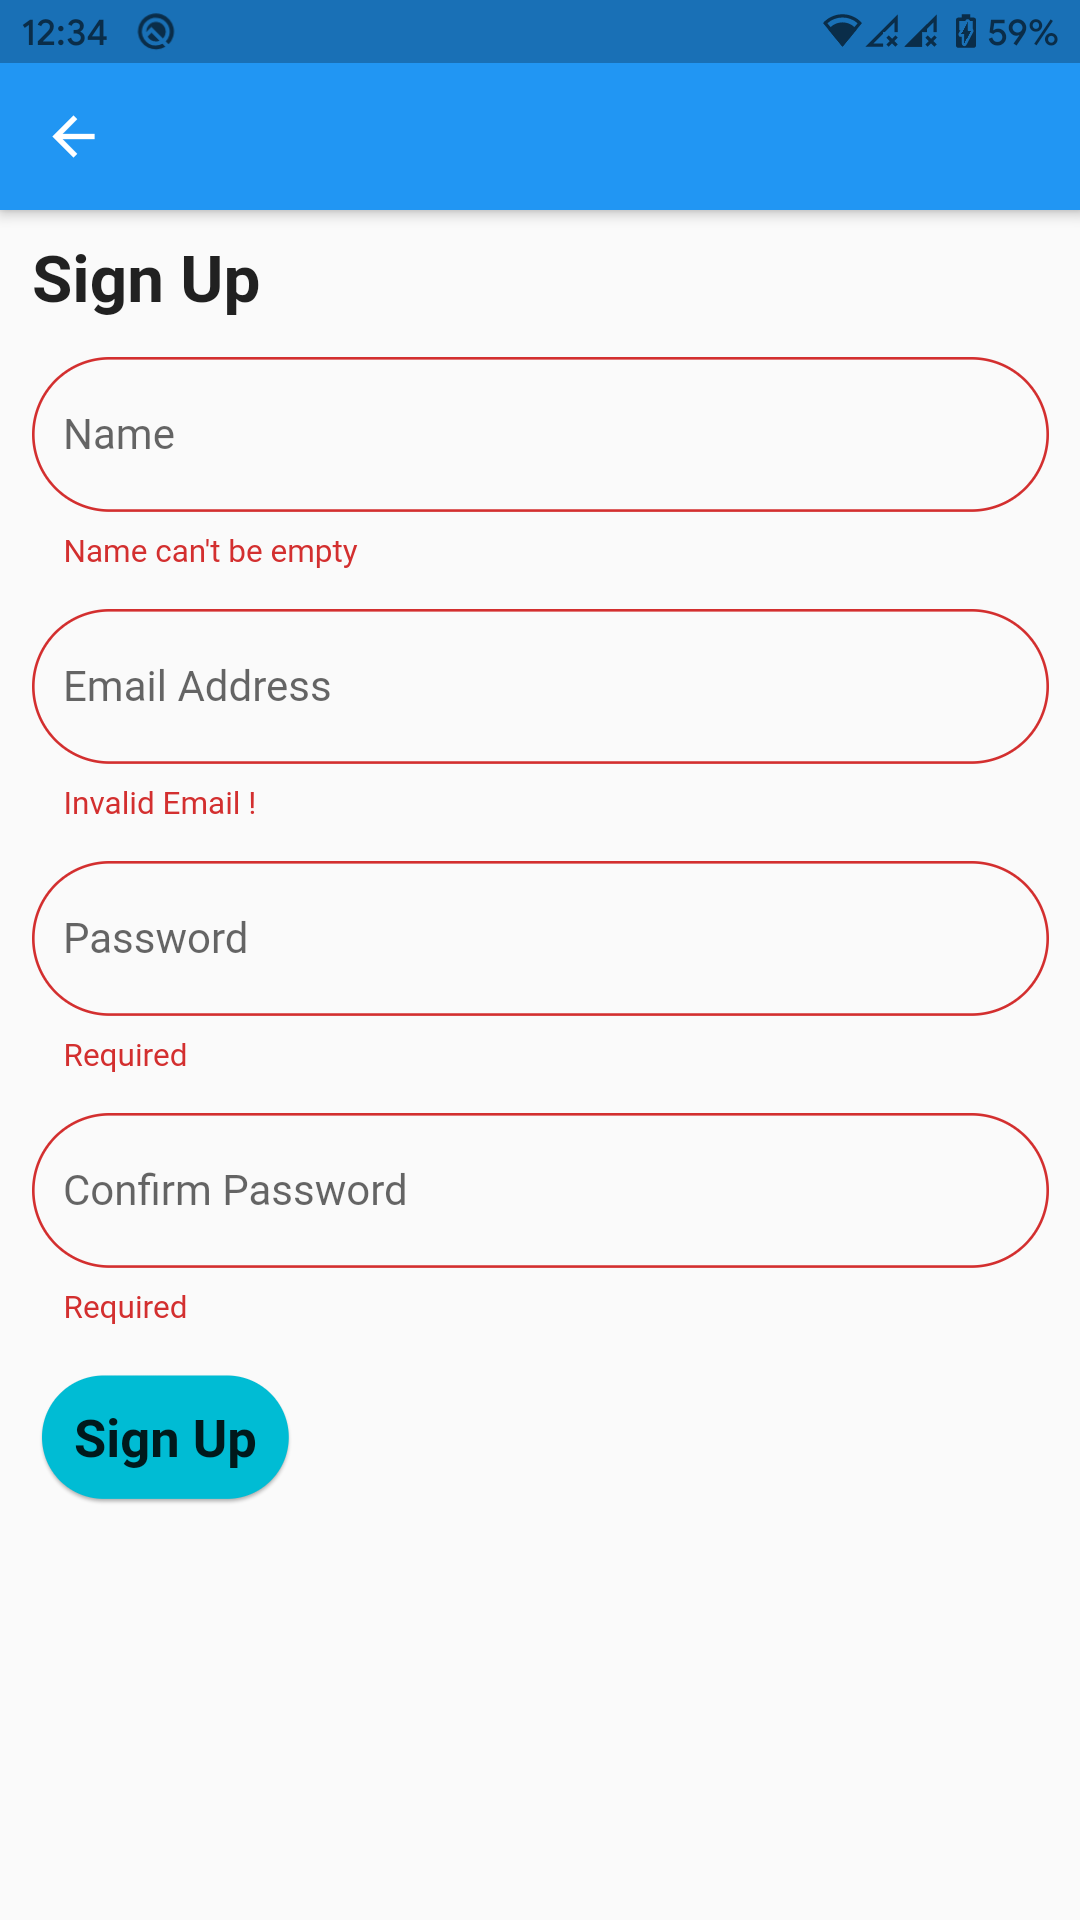 12:34 59%
Sign Up
Name
Name can't be empty
Email Address
Invalid Email !
Password
Required
Confirm Password
Required
Sign Up